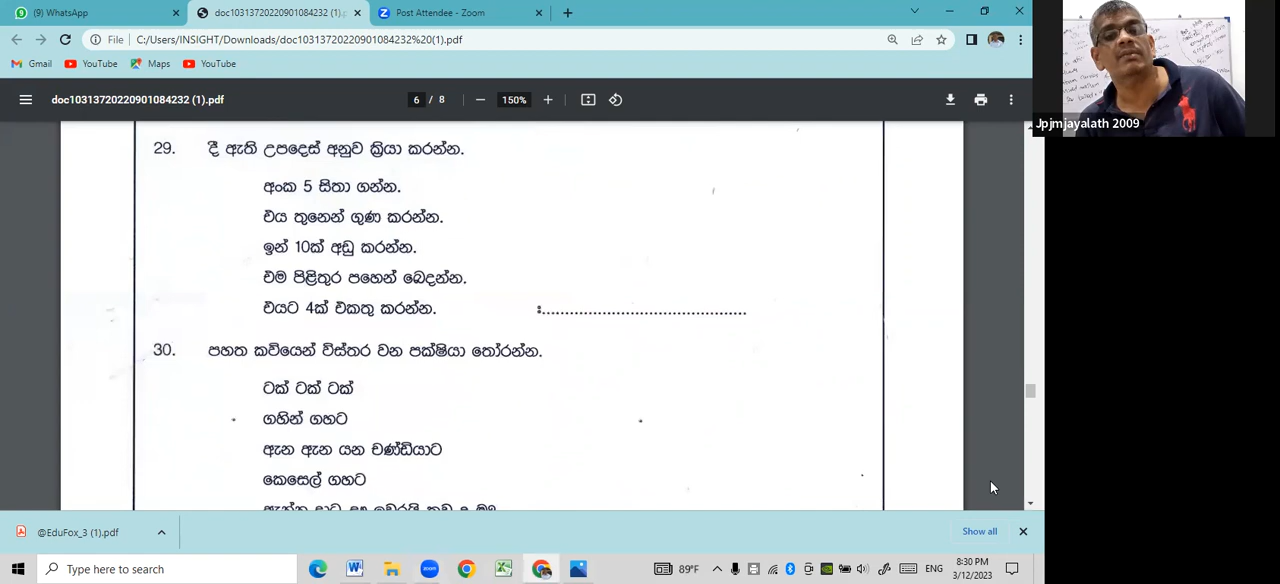 (9) WhatsApp
doc10313720220901084232 (1).p
Post Attendee - Zoom
File
C:/Users/INSIGHT/Downloads/doc10313720220901084232%20(1).pdf
Gmail
YouTube
Maps
YouTube
doc10313720220901084232 (1).pdf
6 / 8
150%
Jpjmjayalath 2009
29. දී ඇති උපදෙස් අනුව ක්‍රියා කරන්න.
අංක 5 සිතා ගන්න.
එය තුනෙන් ගුණ කරන්න.
ඉන් 10ක් අඩු කරන්න.
එම පිළිතුර පහෙන් බෙදන්න.
එයට 4ක් එකතු කරන්න. :........................................
30. පහත කවියෙන් විස්තර වන පක්ෂියා තෝරන්න.
ටක් ටක් ටක්
ගහින් ගහට
ඇන ඇන යන චණ්ඩියාට
කෙසෙල් ගහට
@EduFox_3 (1).pdf
Show all
Type here to search
89°F
ENG
8:30 PM
3/12/2023